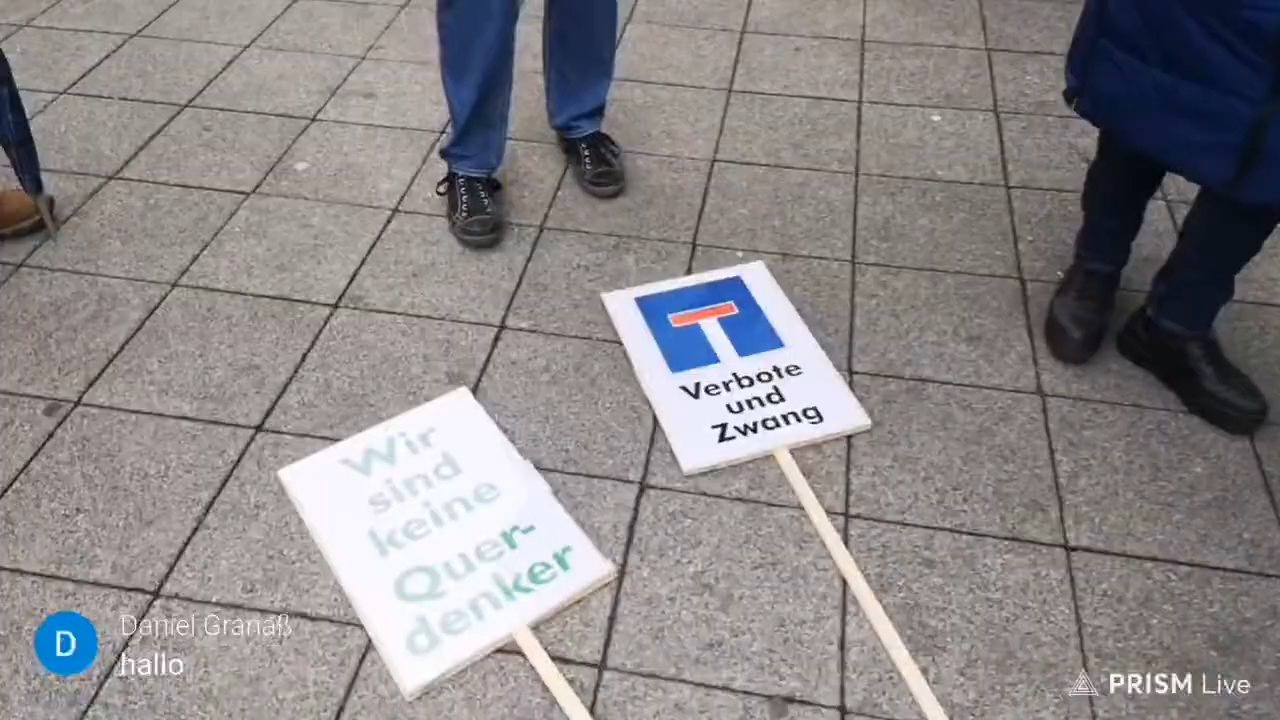 Verbote
und
Zwang
Wir
sind
keine
Quer-
denker
D
Daniel Granaß
hallo
PRISM Live